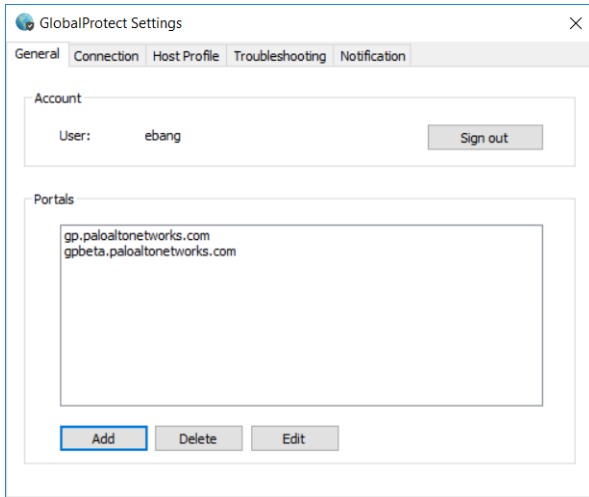 GlobalProtect Settings
General Connection Host Profile Troubleshooting Notification
Account
User: ebang Sign out
Portals
gp.paloaltonetworks.com
gpbeta.paloaltonetworks.com
Add Delete Edit